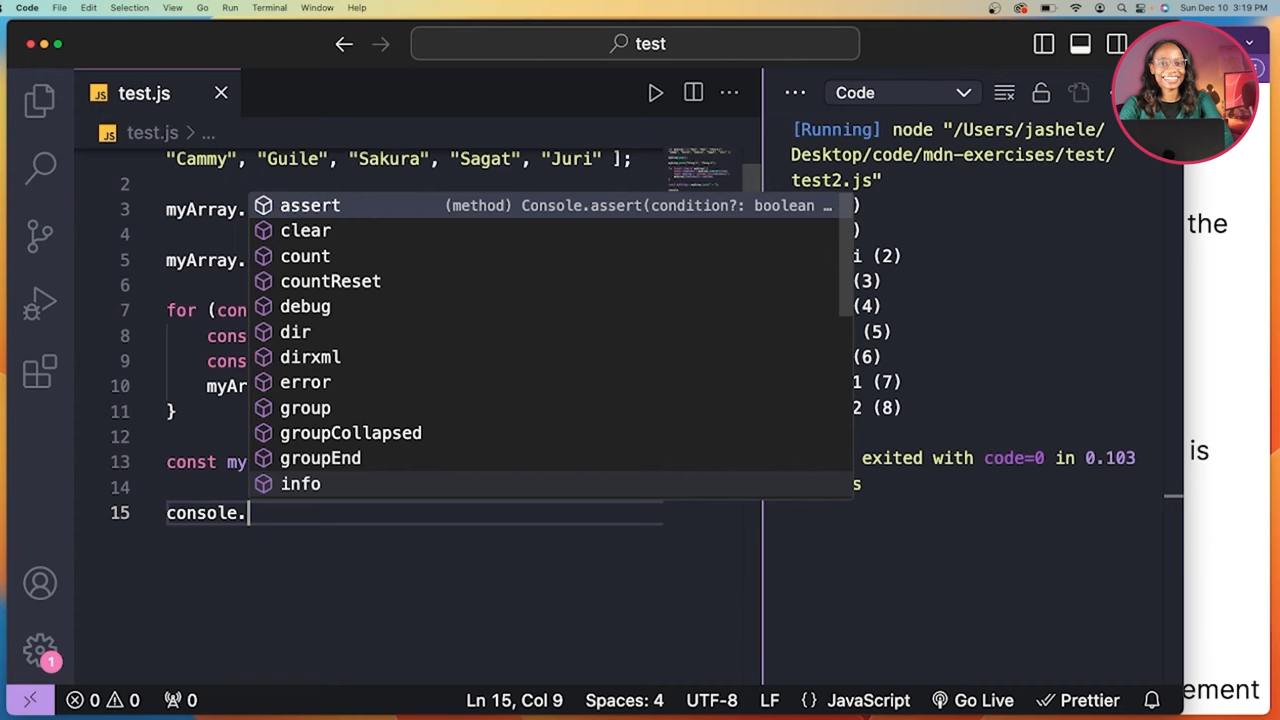 Code File Edit Selection View Go Run Terminal Window Help Sun Dec 10 3:19 PM
test
test.js
Code
test.js > ...
"Cammy", "Guile", "Sakura", "Sagat", "Juri" ];
2
3 myArray.
4
5 myArray.
6
7 for (con
8 cons
9 cons
10 myAr
11 }
12
13 const my
14
15 console.
assert (method) Console.assert(condition?: boolean …
clear
count
countReset
debug
dir
dirxml
error
group
groupCollapsed
groupEnd
info
[Running] node "/Users/jashele/
Desktop/code/mdn-exercises/test/
test2.js"
)
)
i (2)
(3)
(4)
(5)
(6)
1 (7)
2 (8)
exited with code=0 in 0.103
s
the
is
ement
1
0 0 0 Ln 15, Col 9 Spaces: 4 UTF-8 LF {} JavaScript Go Live Prettier